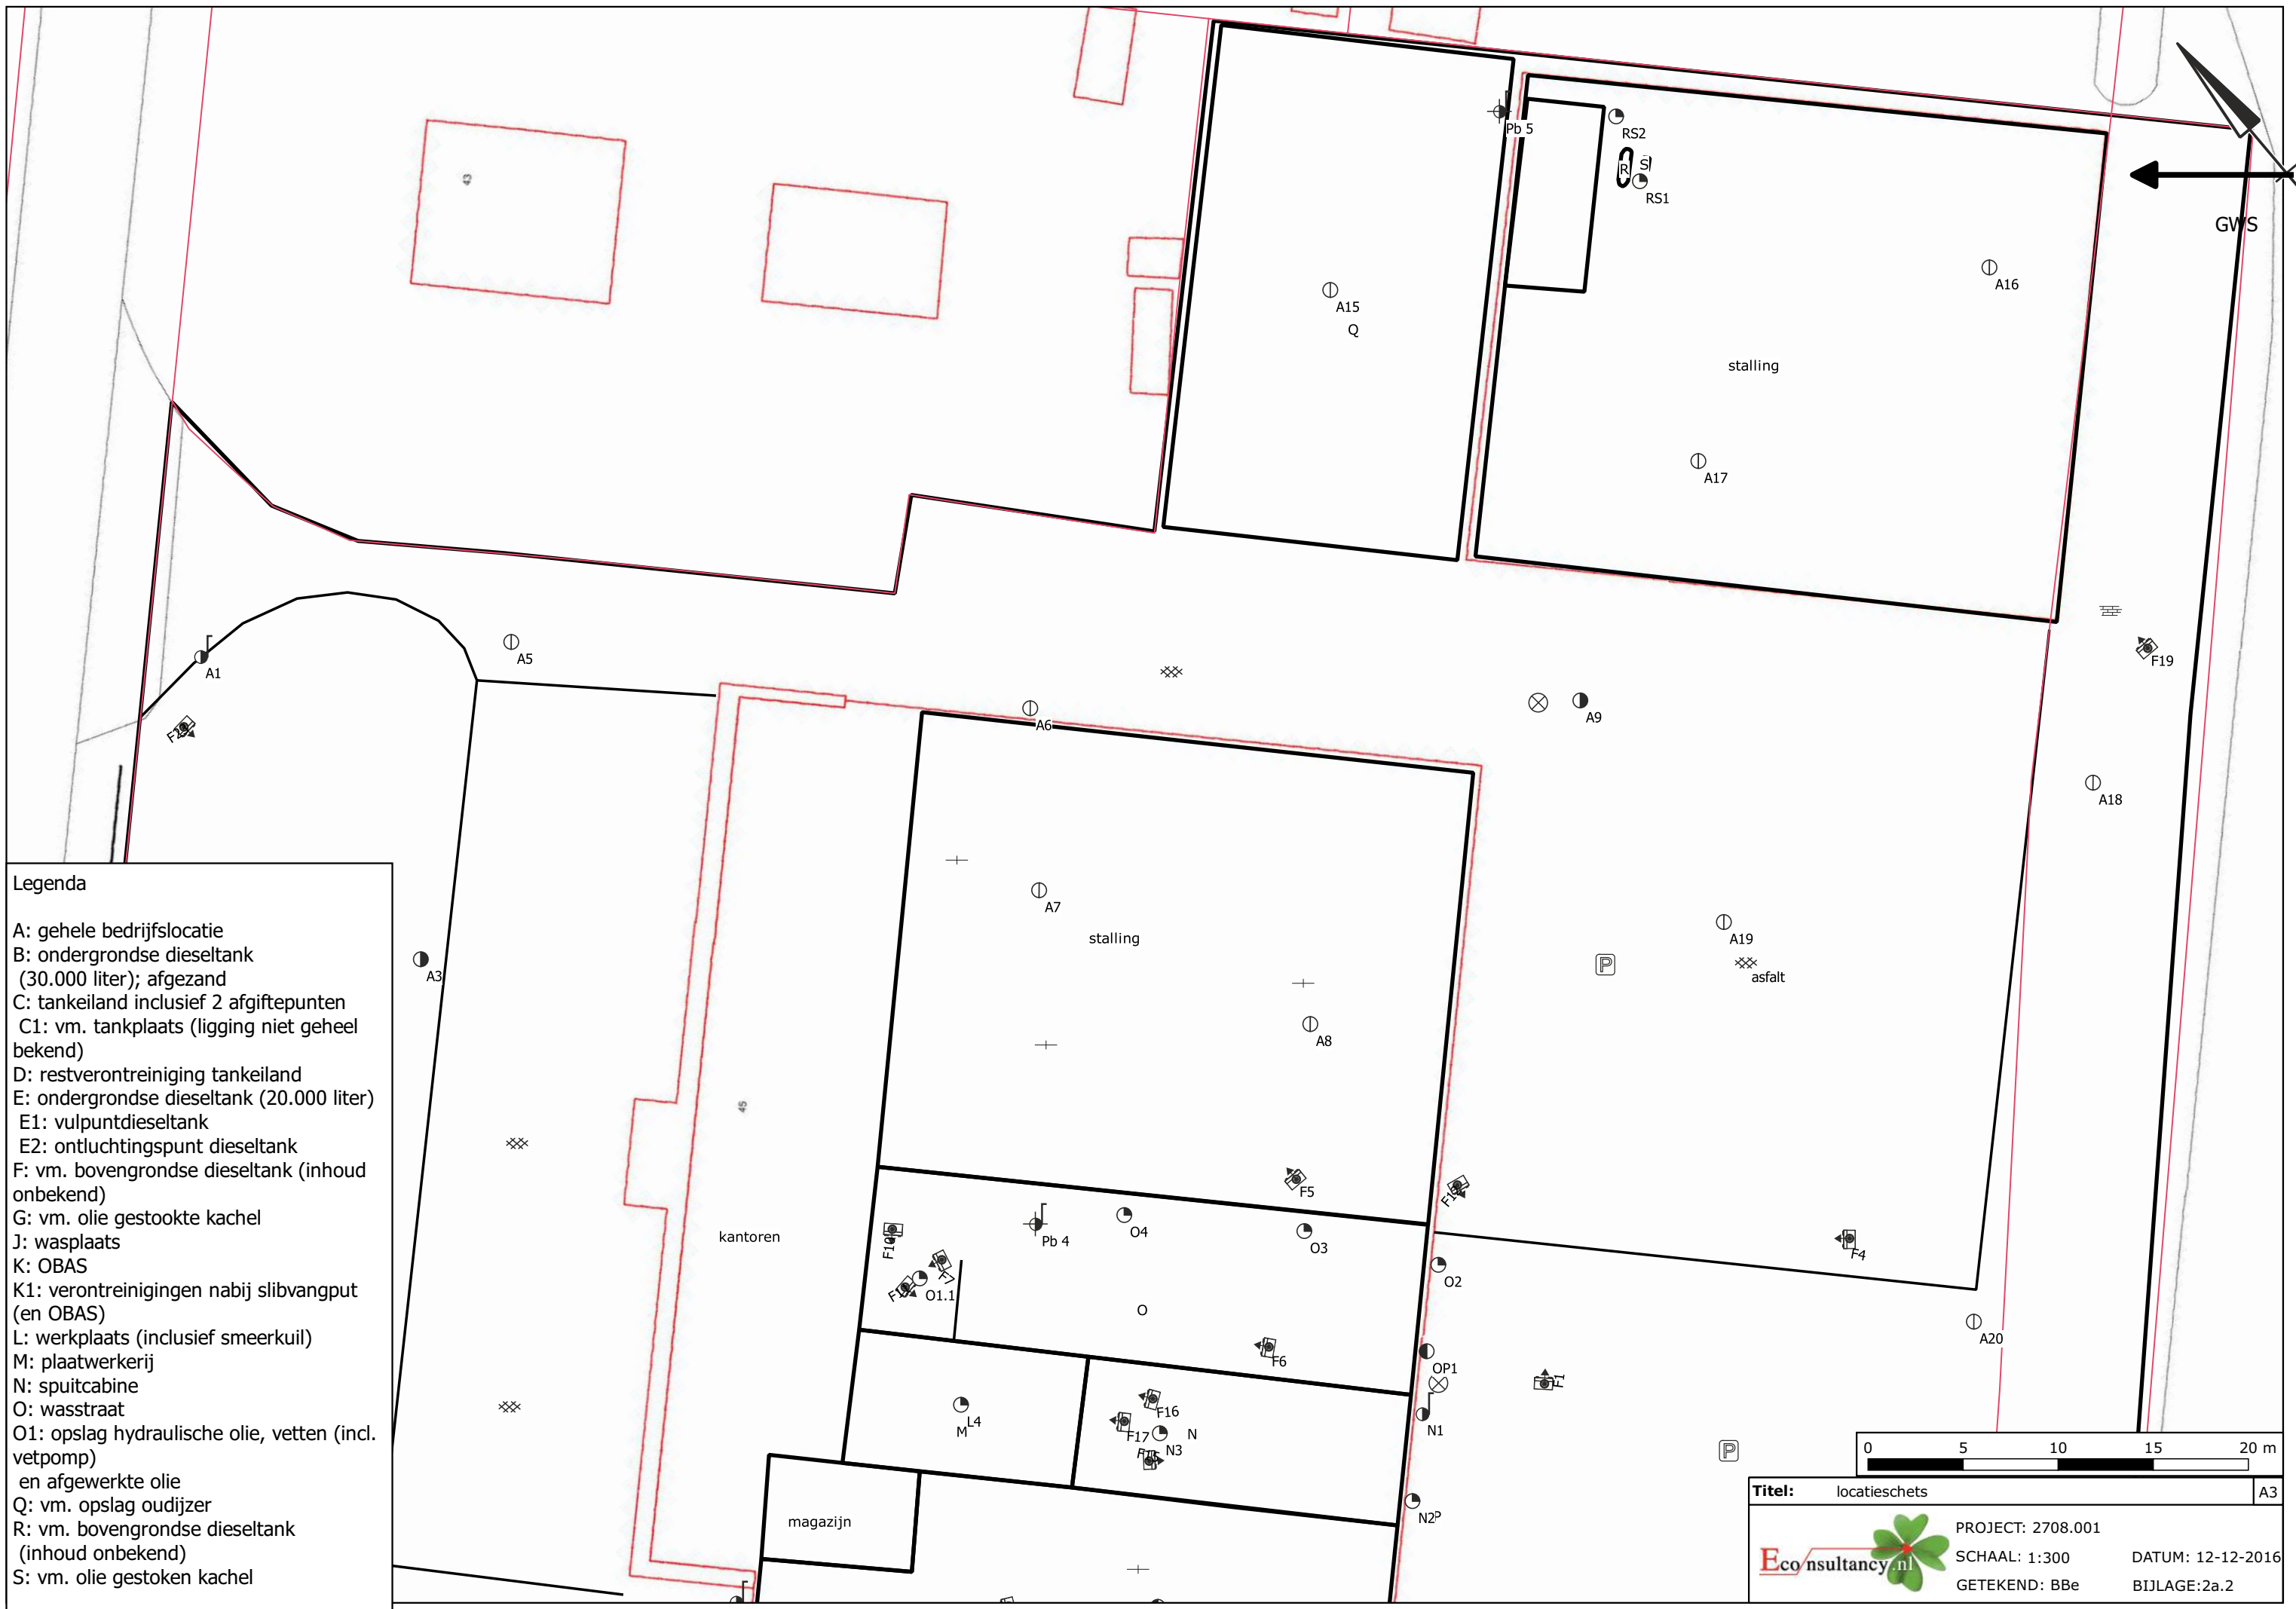 43
Pb 5
RS2
R
S
RS1
GWS
A15
Q
A16
stalling
A17
F19
A1
A5
A6
A9
A18
A7
stalling
A3
A8
A19
P
asfalt
45
kantoren
F5
Pb 4
O4
O3
O2
F4
F7
O1.1
O
F6
A20
OP1
F1
L4
M
F16
F17
N
N3
N1
P
N2
P
magazijn
Legenda
A: gehele bedrijfslocatie
B: ondergrondse dieseltank
(30.000 liter); afgezand
C: tankeiland inclusief 2 afgiftepunten
C1: vm. tankplaats (ligging niet geheel
bekend)
D: restverontreiniging tankeiland
E: ondergrondse dieseltank (20.000 liter)
E1: vulpuntdieseltank
E2: ontluchtingspunt dieseltank
F: vm. bovengrondse dieseltank (inhoud
onbekend)
G: vm. olie gestookte kachel
J: wasplaats
K: OBAS
K1: verontreinigingen nabij slibvangput
(en OBAS)
L: werkplaats (inclusief smeerkuil)
M: plaatwerkerij
N: spuitcabine
O: wasstraat
O1: opslag hydraulische olie, vetten (incl.
vetpomp)
en afgewerkte olie
Q: vm. opslag oudijzer
R: vm. bovengrondse dieseltank
(inhoud onbekend)
S: vm. olie gestoken kachel
0 5 10 15 20 m
Titel: locatieschets A3
Econsultancy.nl
PROJECT: 2708.001
SCHAAL: 1:300 DATUM: 12-12-2016
GETEKEND: BBe BIJLAGE:2a.2